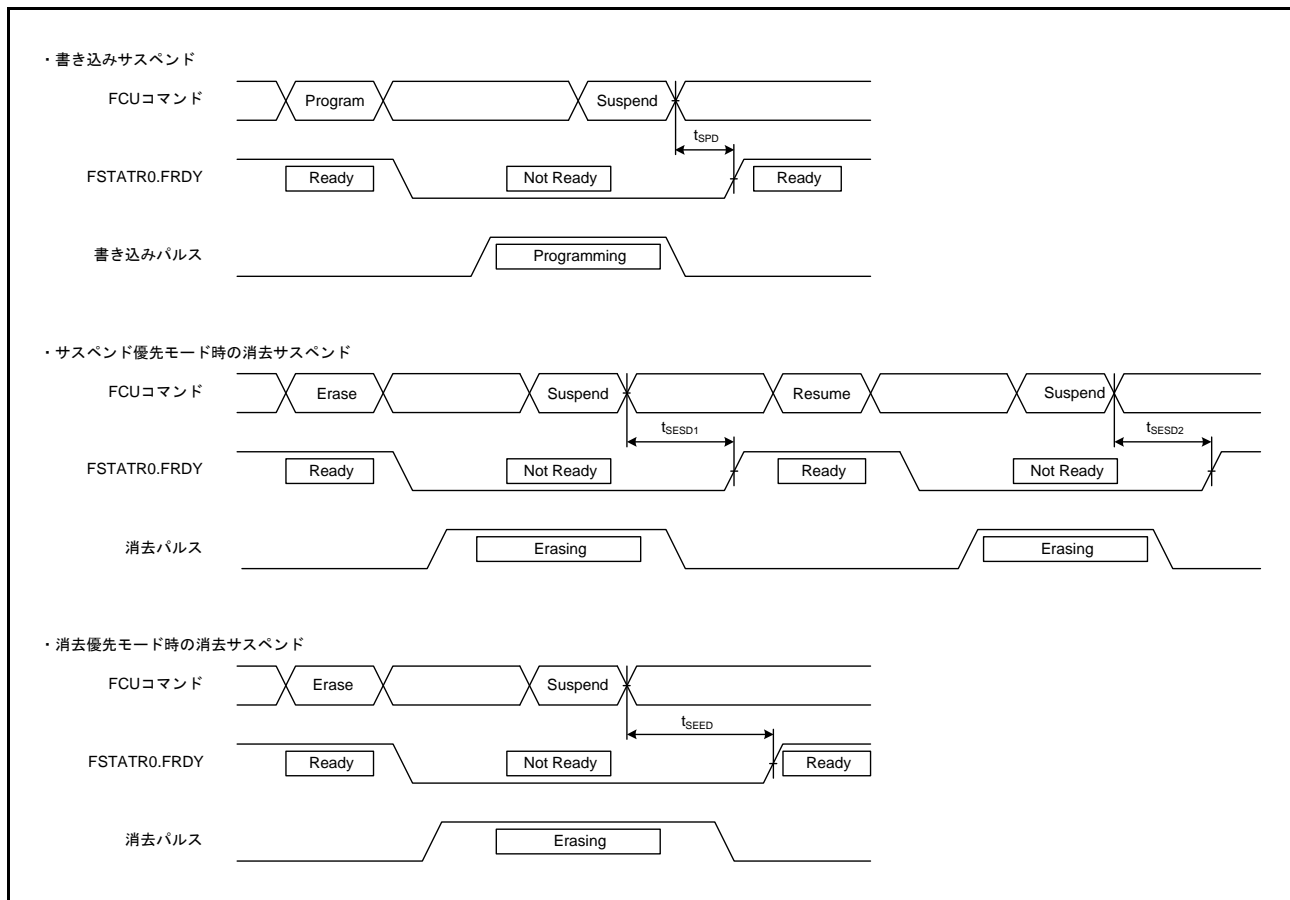 ・書き込みサスペンド
FCUコマンド
Program
Suspend
tSPD
FSTATR0.FRDY
Ready
Not Ready
Ready
書き込みパルス
Programming
・サスペンド優先モード時の消去サスペンド
FCUコマンド
Erase
Suspend
Resume
Suspend
tSESD1
tSESD2
FSTATR0.FRDY
Ready
Not Ready
Ready
Not Ready
消去パルス
Erasing
Erasing
・消去優先モード時の消去サスペンド
FCUコマンド
Erase
Suspend
tSEED
FSTATR0.FRDY
Ready
Not Ready
Ready
消去パルス
Erasing